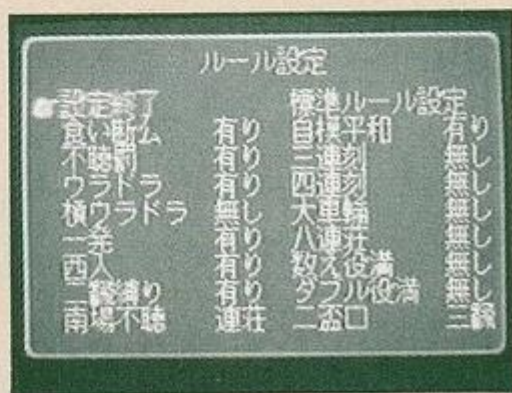 ルール設定
設定終了 標準ルール設定
食い断ム 有り 自模平和 有り
不聴罰 有り 三連刻 無し
ウラドラ 有り 四連刻 無し
槓ウラドラ 無し 大車輪 無し
一発 有り 八連荘 無し
西入 有り 数え役満 無し
二飜縛り 有り ダブル役満 無し
南場不聴 連荘 二盃口 三飜